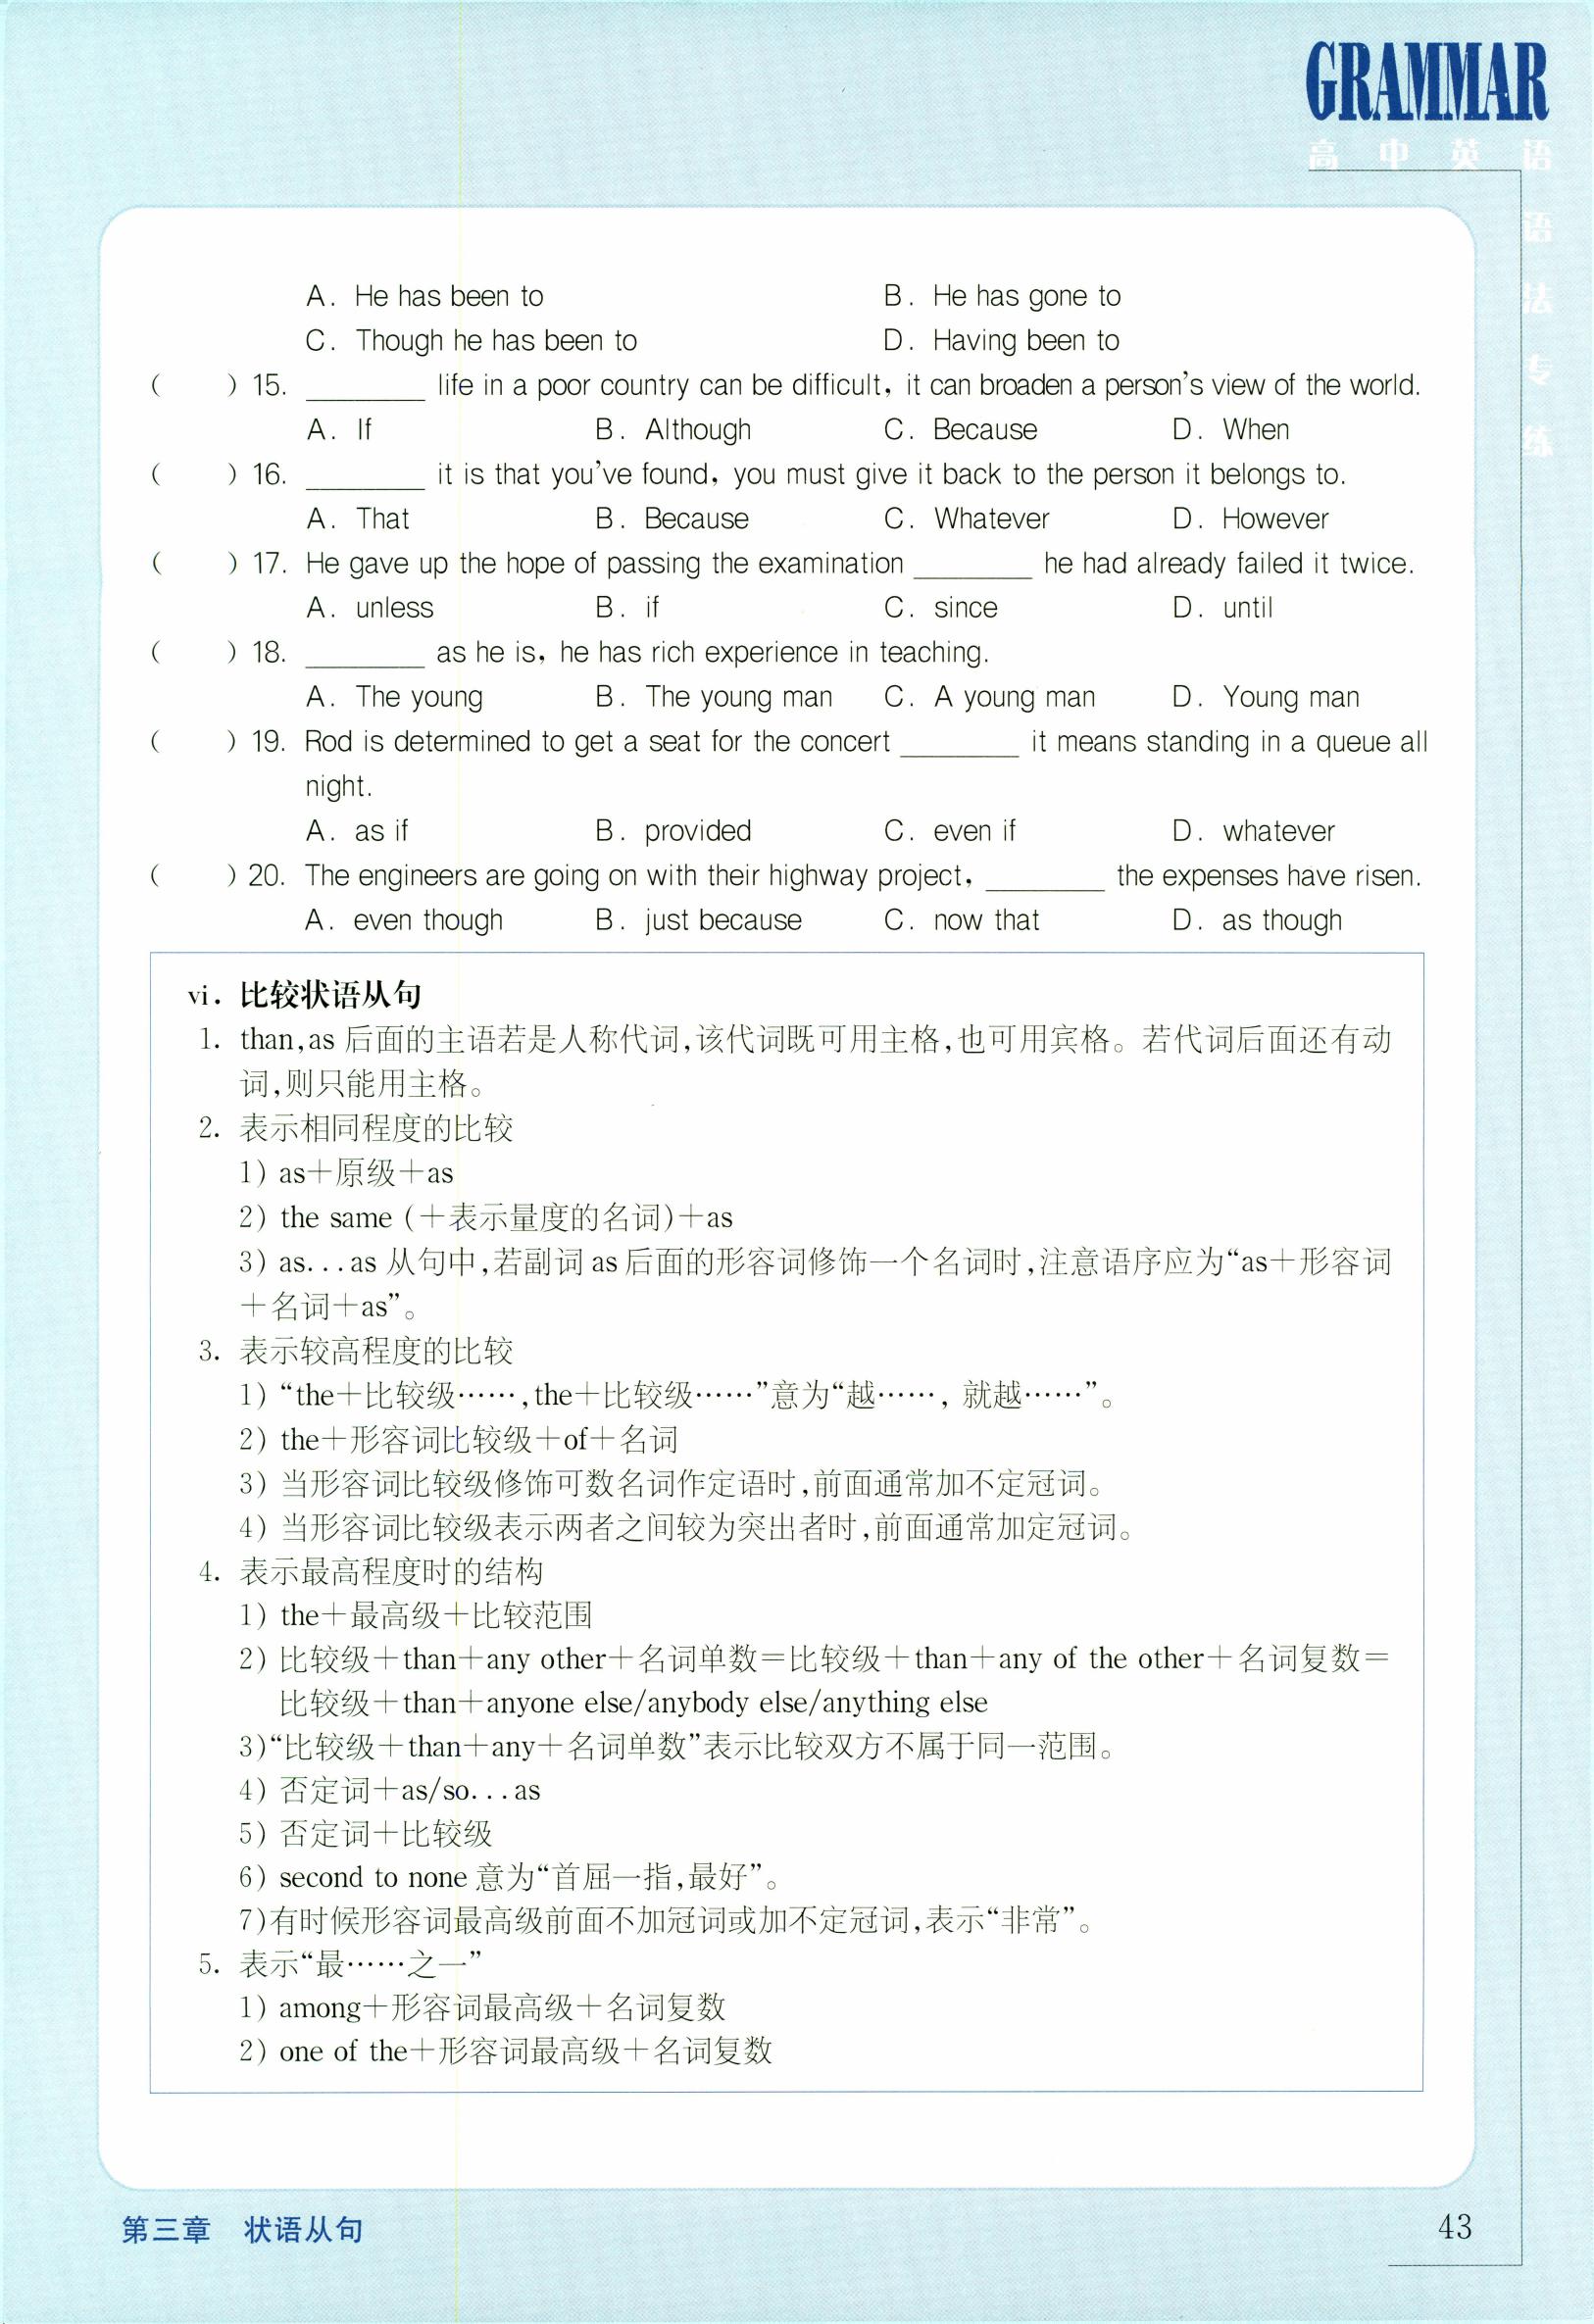 GRAMMAR
高中英语
语法专练
A. He has been to B. He has gone to
C. Though he has been to D. Having been to
( ) 15. ________ life in a poor country can be difficult, it can broaden a person's view of the world.
A. If B. Although C. Because D. When
( ) 16. ________ it is that you've found, you must give it back to the person it belongs to.
A. That B. Because C. Whatever D. However
( ) 17. He gave up the hope of passing the examination ________ he had already failed it twice.
A. unless B. if C. since D. until
( ) 18. ________ as he is, he has rich experience in teaching.
A. The young B. The young man C. A young man D. Young man
( ) 19. Rod is determined to get a seat for the concert ________ it means standing in a queue all
night.
A. as if B. provided C. even if D. whatever
( ) 20. The engineers are going on with their highway project, ________ the expenses have risen.
A. even though B. just because C. now that D. as though
vi. 比较状语从句
1. than,as 后面的主语若是人称代词,该代词既可用主格,也可用宾格。若代词后面还有动
词,则只能用主格。
2. 表示相同程度的比较
1) as+原级+as
2) the same (+表示量度的名词)+as
3) as...as 从句中,若副词 as 后面的形容词修饰一个名词时,注意语序应为“as+形容词
+名词+as”。
3. 表示较高程度的比较
1) “the+比较级……,the+比较级……”意为“越……, 就越……”。
2) the+形容词比较级+of+名词
3) 当形容词比较级修饰可数名词作定语时,前面通常加不定冠词。
4) 当形容词比较级表示两者之间较为突出者时,前面通常加定冠词。
4. 表示最高程度时的结构
1) the+最高级+比较范围
2) 比较级+than+any other+名词单数=比较级+than+any of the other+名词复数=
比较级+than+anyone else/anybody else/anything else
3)“比较级+than+any+名词单数”表示比较双方不属于同一范围。
4) 否定词+as/so...as
5) 否定词+比较级
6) second to none 意为“首屈一指,最好”。
7)有时候形容词最高级前面不加冠词或加不定冠词,表示“非常”。
5. 表示“最……之一”
1) among+形容词最高级+名词复数
2) one of the+形容词最高级+名词复数
第三章 状语从句
43